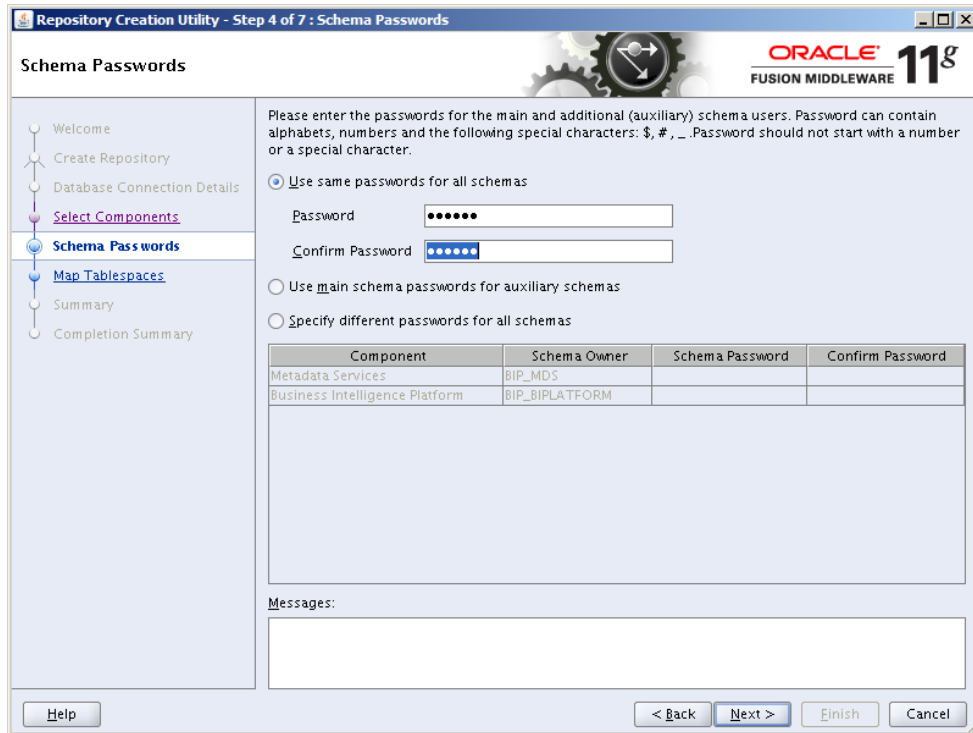 Repository Creation Utility - Step 4 of 7 : Schema Passwords
Schema Passwords
ORACLE
FUSION MIDDLEWARE
11g
Welcome
Create Repository
Database Connection Details
Select Components
Schema Passwords
Map Tablespaces
Summary
Completion Summary
Please enter the passwords for the main and additional (auxiliary) schema users. Password can contain
alphabets, numbers and the following special characters: $, # , _ .Password should not start with a number
or a special character.
Use same passwords for all schemas
Password ●●●●●●
Confirm Password ●●●●●●
Use main schema passwords for auxiliary schemas
Specify different passwords for all schemas
Component Schema Owner Schema Password Confirm Password
Metadata Services BIP_MDS
Business Intelligence Platform BIP_BIPLATFORM
Messages:
Help < Back Next > Finish Cancel